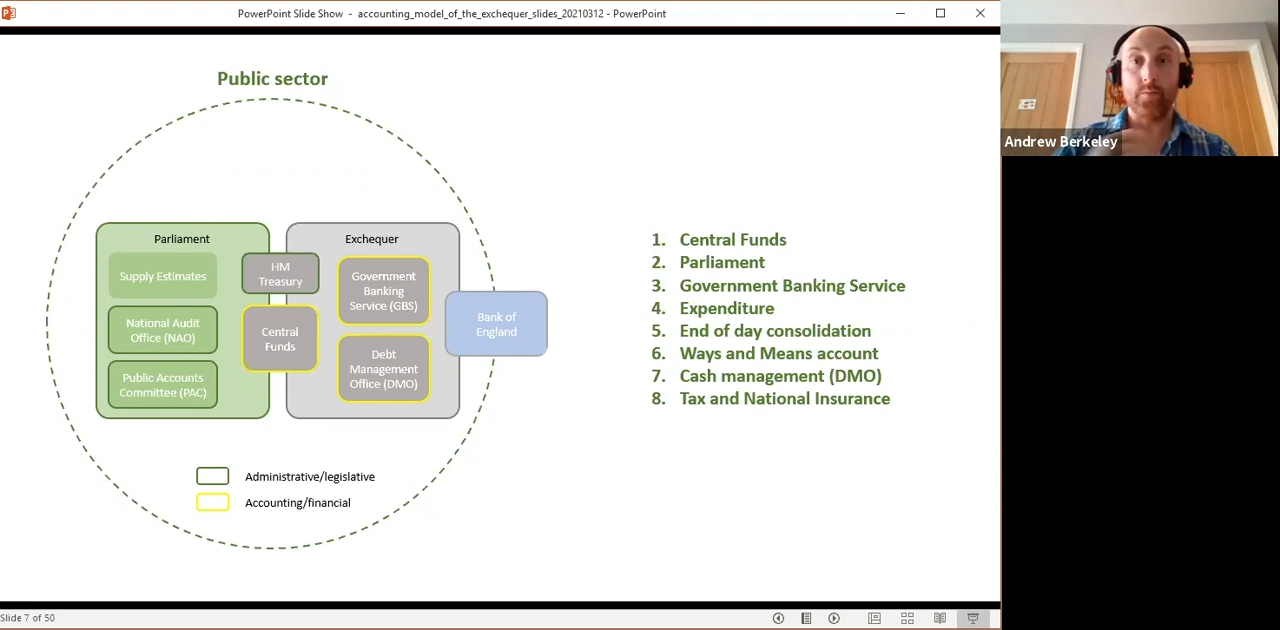 PowerPoint Slide Show - accounting_model_of_the_exchequer_slides_20210312 - PowerPoint
Public sector
Parliament
Supply Estimates
National Audit
Office (NAO)
Public Accounts
Committee (PAC)
HM
Treasury
Central
Funds
Exchequer
Government
Banking
Service (GBS)
Debt
Management
Office (DMO)
Bank of
England
Administrative/legislative
Accounting/financial
1. Central Funds
2. Parliament
3. Government Banking Service
4. Expenditure
5. End of day consolidation
6. Ways and Means account
7. Cash management (DMO)
8. Tax and National Insurance
Andrew Berkeley
Slide 7 of 50